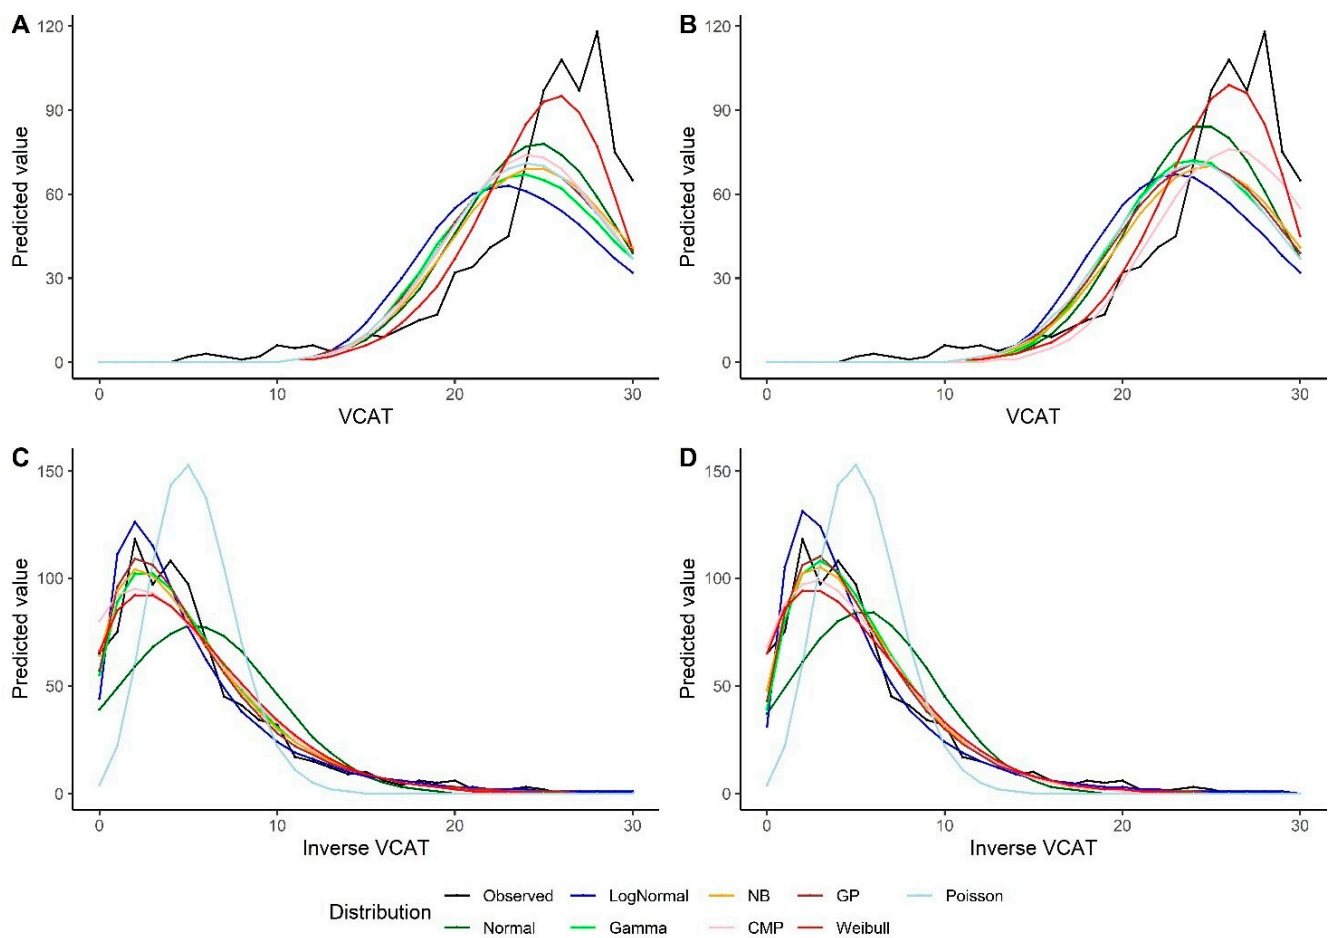 A
B
120
90
60
30
0
Predicted value
0 10 20 30
VCAT
120
90
60
30
0
Predicted value
0 10 20 30
VCAT
C
D
150
100
50
0
Predicted value
0 10 20 30
Inverse VCAT
150
100
50
0
Predicted value
0 10 20 30
Inverse VCAT
Distribution
Observed LogNormal NB GP Poisson
Normal Gamma CMP Weibull